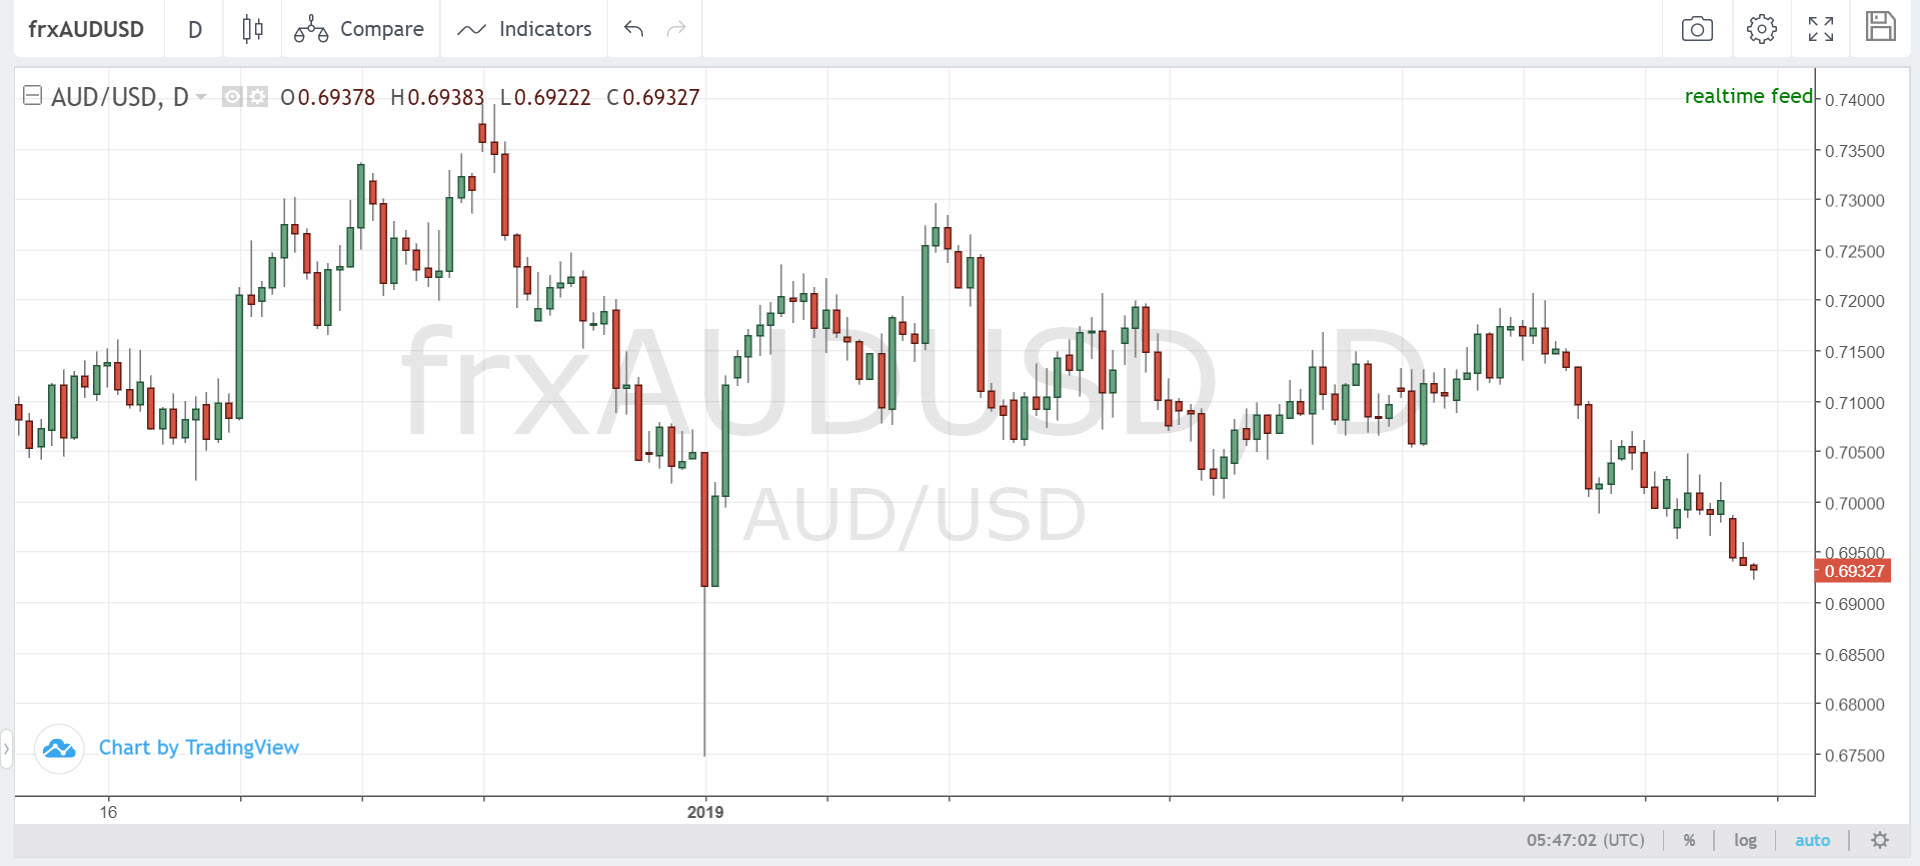 frxAUDUSD D Compare Indicators
AUD/USD, D O0.69378 H0.69383 L0.69222 C0.69327
realtime feed
0.74000
0.73500
0.73000
0.72500
0.72000
0.71500
0.71000
0.70500
0.70000
0.69500
0.69327
0.69000
0.68500
0.68000
0.67500
frxAUDUSD, D
AUD/USD
Chart by TradingView
16 2019
05:47:02 (UTC) % log auto